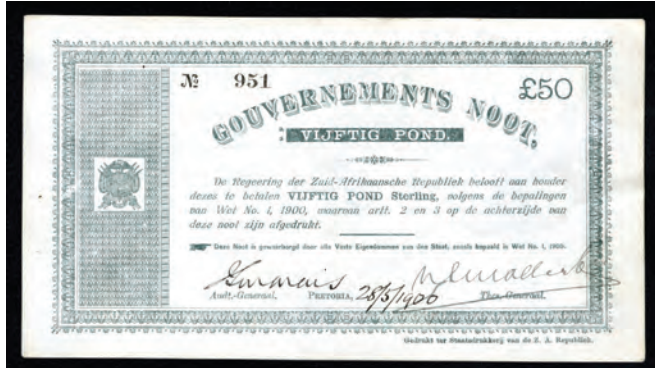 № 951 £50
GOUVERNEMENTS NOOT,
VIJFTIG POND.
De Regeering der Zuid-Afrikaansche Republiek belooft aan houder
dezes te betalen VIJFTIG POND Sterling, volgens de bepalingen
van Wet No. 1, 1900, waarvan artt. 2 en 3 op de achterzijde van
deze noot zijn afgedrukt.
Deze Noot is gewaarborgd door alle Vaste Eigendommen van den Staat, zooals bepaald in Wet No. 1, 1900.
Audt.-Generaal. PRETORIA, 28/5/1900 Thes.-Generaal.
Gedrukt ter Staatsdrukkerij van de Z. A. Republiek.